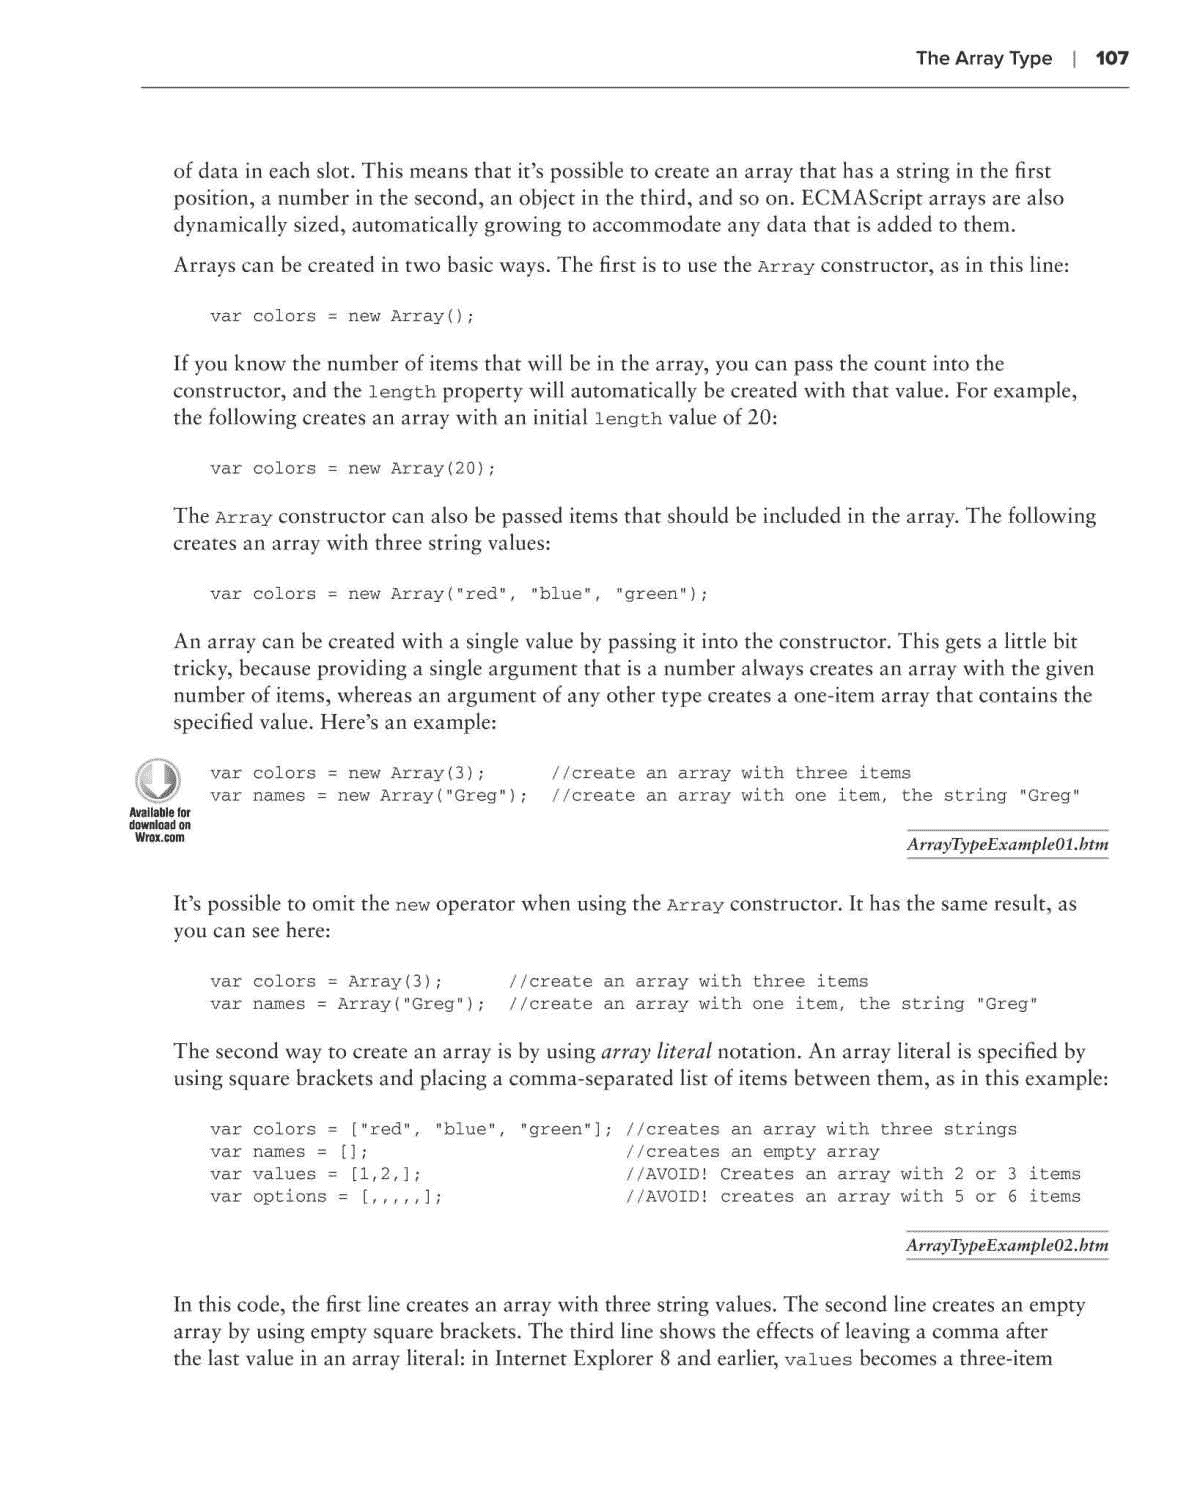 The Array Type | 107
of data in each slot. This means that it’s possible to create an array that has a string in the first
position, a number in the second, an object in the third, and so on. ECMAScript arrays are also
dynamically sized, automatically growing to accommodate any data that is added to them.
Arrays can be created in two basic ways. The first is to use the Array constructor, as in this line:
var colors = new Array();
If you know the number of items that will be in the array, you can pass the count into the
constructor, and the length property will automatically be created with that value. For example,
the following creates an array with an initial length value of 20:
var colors = new Array(20);
The Array constructor can also be passed items that should be included in the array. The following
creates an array with three string values:
var colors = new Array("red", "blue", "green");
An array can be created with a single value by passing it into the constructor. This gets a little bit
tricky, because providing a single argument that is a number always creates an array with the given
number of items, whereas an argument of any other type creates a one-item array that contains the
specified value. Here’s an example:
var colors = new Array(3);      //create an array with three items
var names = new Array("Greg");  //create an array with one item, the string "Greg"
Available for
download on
Wrox.com
ArrayTypeExample01.htm
It’s possible to omit the new operator when using the Array constructor. It has the same result, as
you can see here:
var colors = Array(3);      //create an array with three items
var names = Array("Greg");  //create an array with one item, the string "Greg"
The second way to create an array is by using array literal notation. An array literal is specified by
using square brackets and placing a comma-separated list of items between them, as in this example:
var colors = ["red", "blue", "green"]; //creates an array with three strings
var names = [];                        //creates an empty array
var values = [1,2,];                   //AVOID! Creates an array with 2 or 3 items
var options = [,,,,,];                 //AVOID! creates an array with 5 or 6 items
ArrayTypeExample02.htm
In this code, the first line creates an array with three string values. The second line creates an empty
array by using empty square brackets. The third line shows the effects of leaving a comma after
the last value in an array literal: in Internet Explorer 8 and earlier, values becomes a three-item